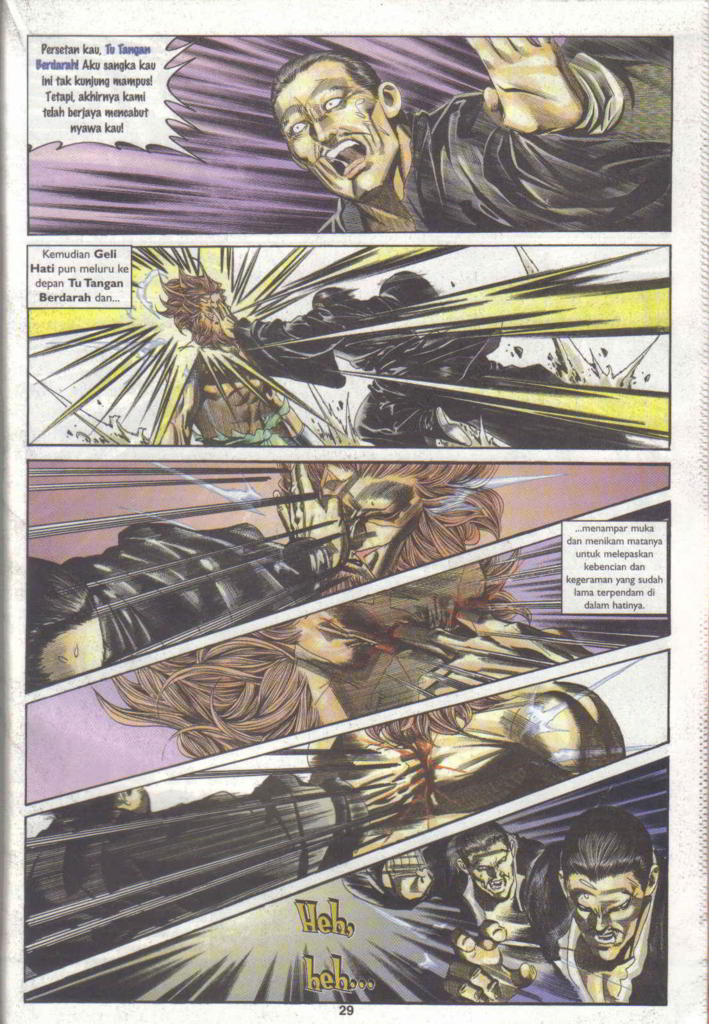 Persetan kau, Tu Tangan
Berdarah! Aku sangka kau
ini tak kunjung mampus!
Tetapi, akhirnya kami
telah berjaya mencabut
nyawa kau!
Kemudian Geli
Hati pun meluru ke
depan Tu Tangan
Berdarah dan...
...menampar muka
dan menikam matanya
untuk melepaskan
kebencian dan
kegeraman yang sudah
lama terpendam di
dalam hatinya.
Heh,
heh...
29